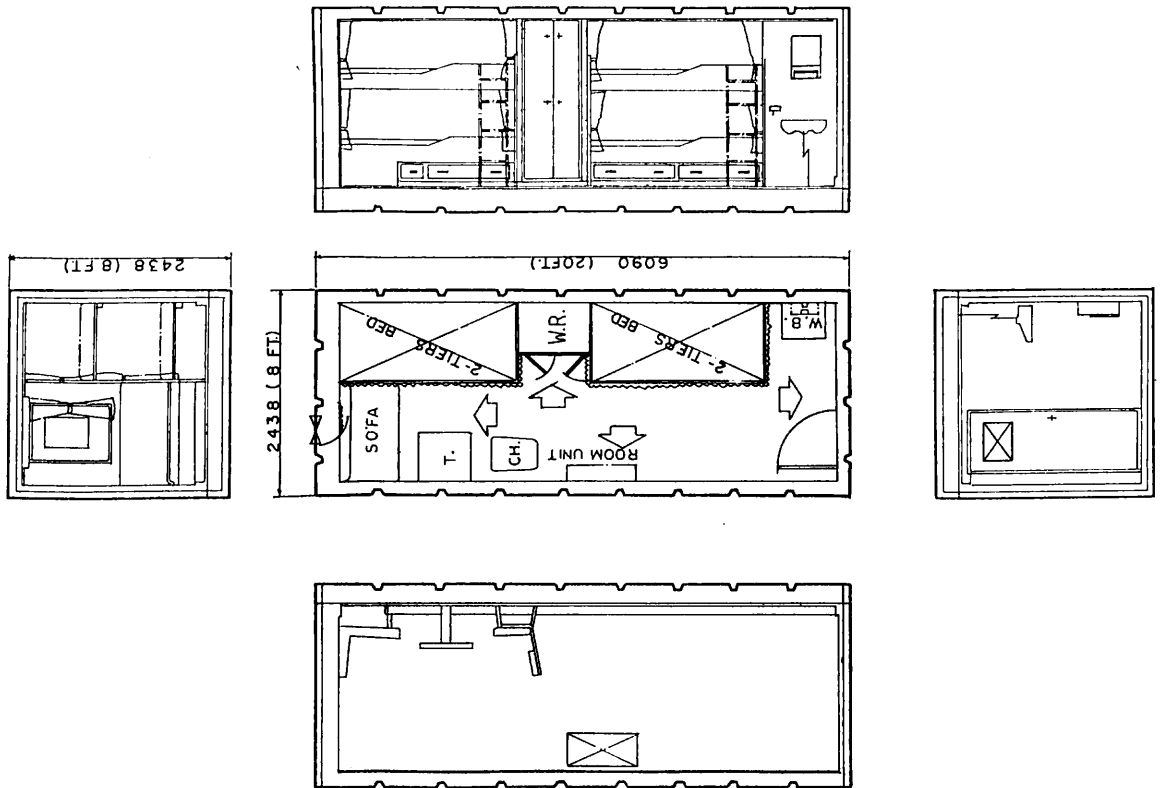 2438 (8 FT.)
6090 (20FT.)
2438 (8 FT.)
2-TIERS
BED.
W.R.
2-TIERS
BED
W.B.
SOFA
T.
CH.
ROOM UNIT